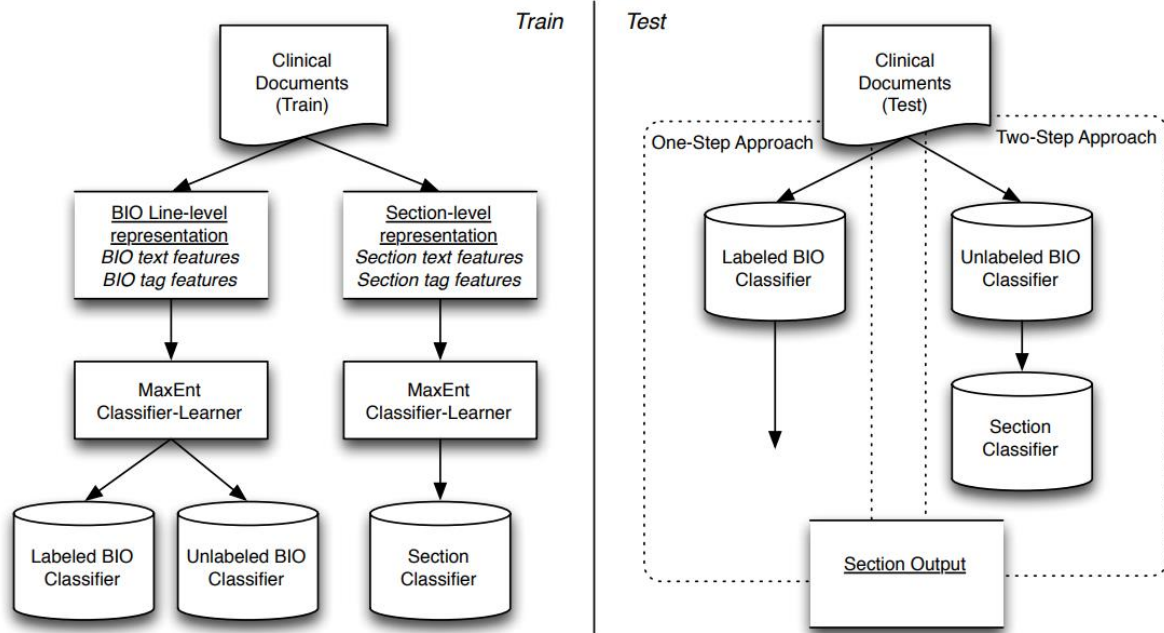 Train
Clinical
Documents
(Train)
BIO Line-level
representation
BIO text features
BIO tag features
Section-level
representation
Section text features
Section tag features
MaxEnt
Classifier-Learner
MaxEnt
Classifier-Learner
Labeled BIO
Classifier
Unlabeled BIO
Classifier
Section
Classifier
Test
Clinical
Documents
(Test)
One-Step Approach
Two-Step Approach
Labeled BIO
Classifier
Unlabeled BIO
Classifier
Section
Classifier
Section Output